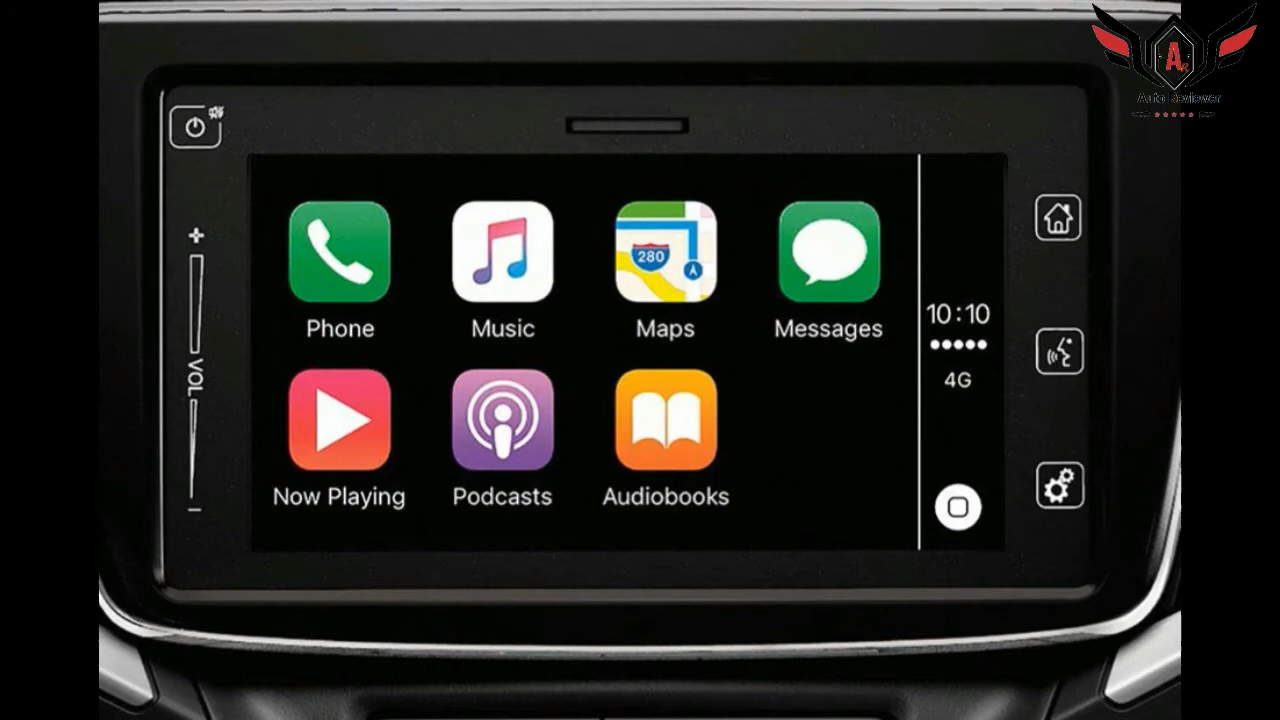 A
R
Auto Reviewer
+
VOL
−
Phone
Music
280
Maps
Messages
Now Playing
Podcasts
Audiobooks
10:10
4G